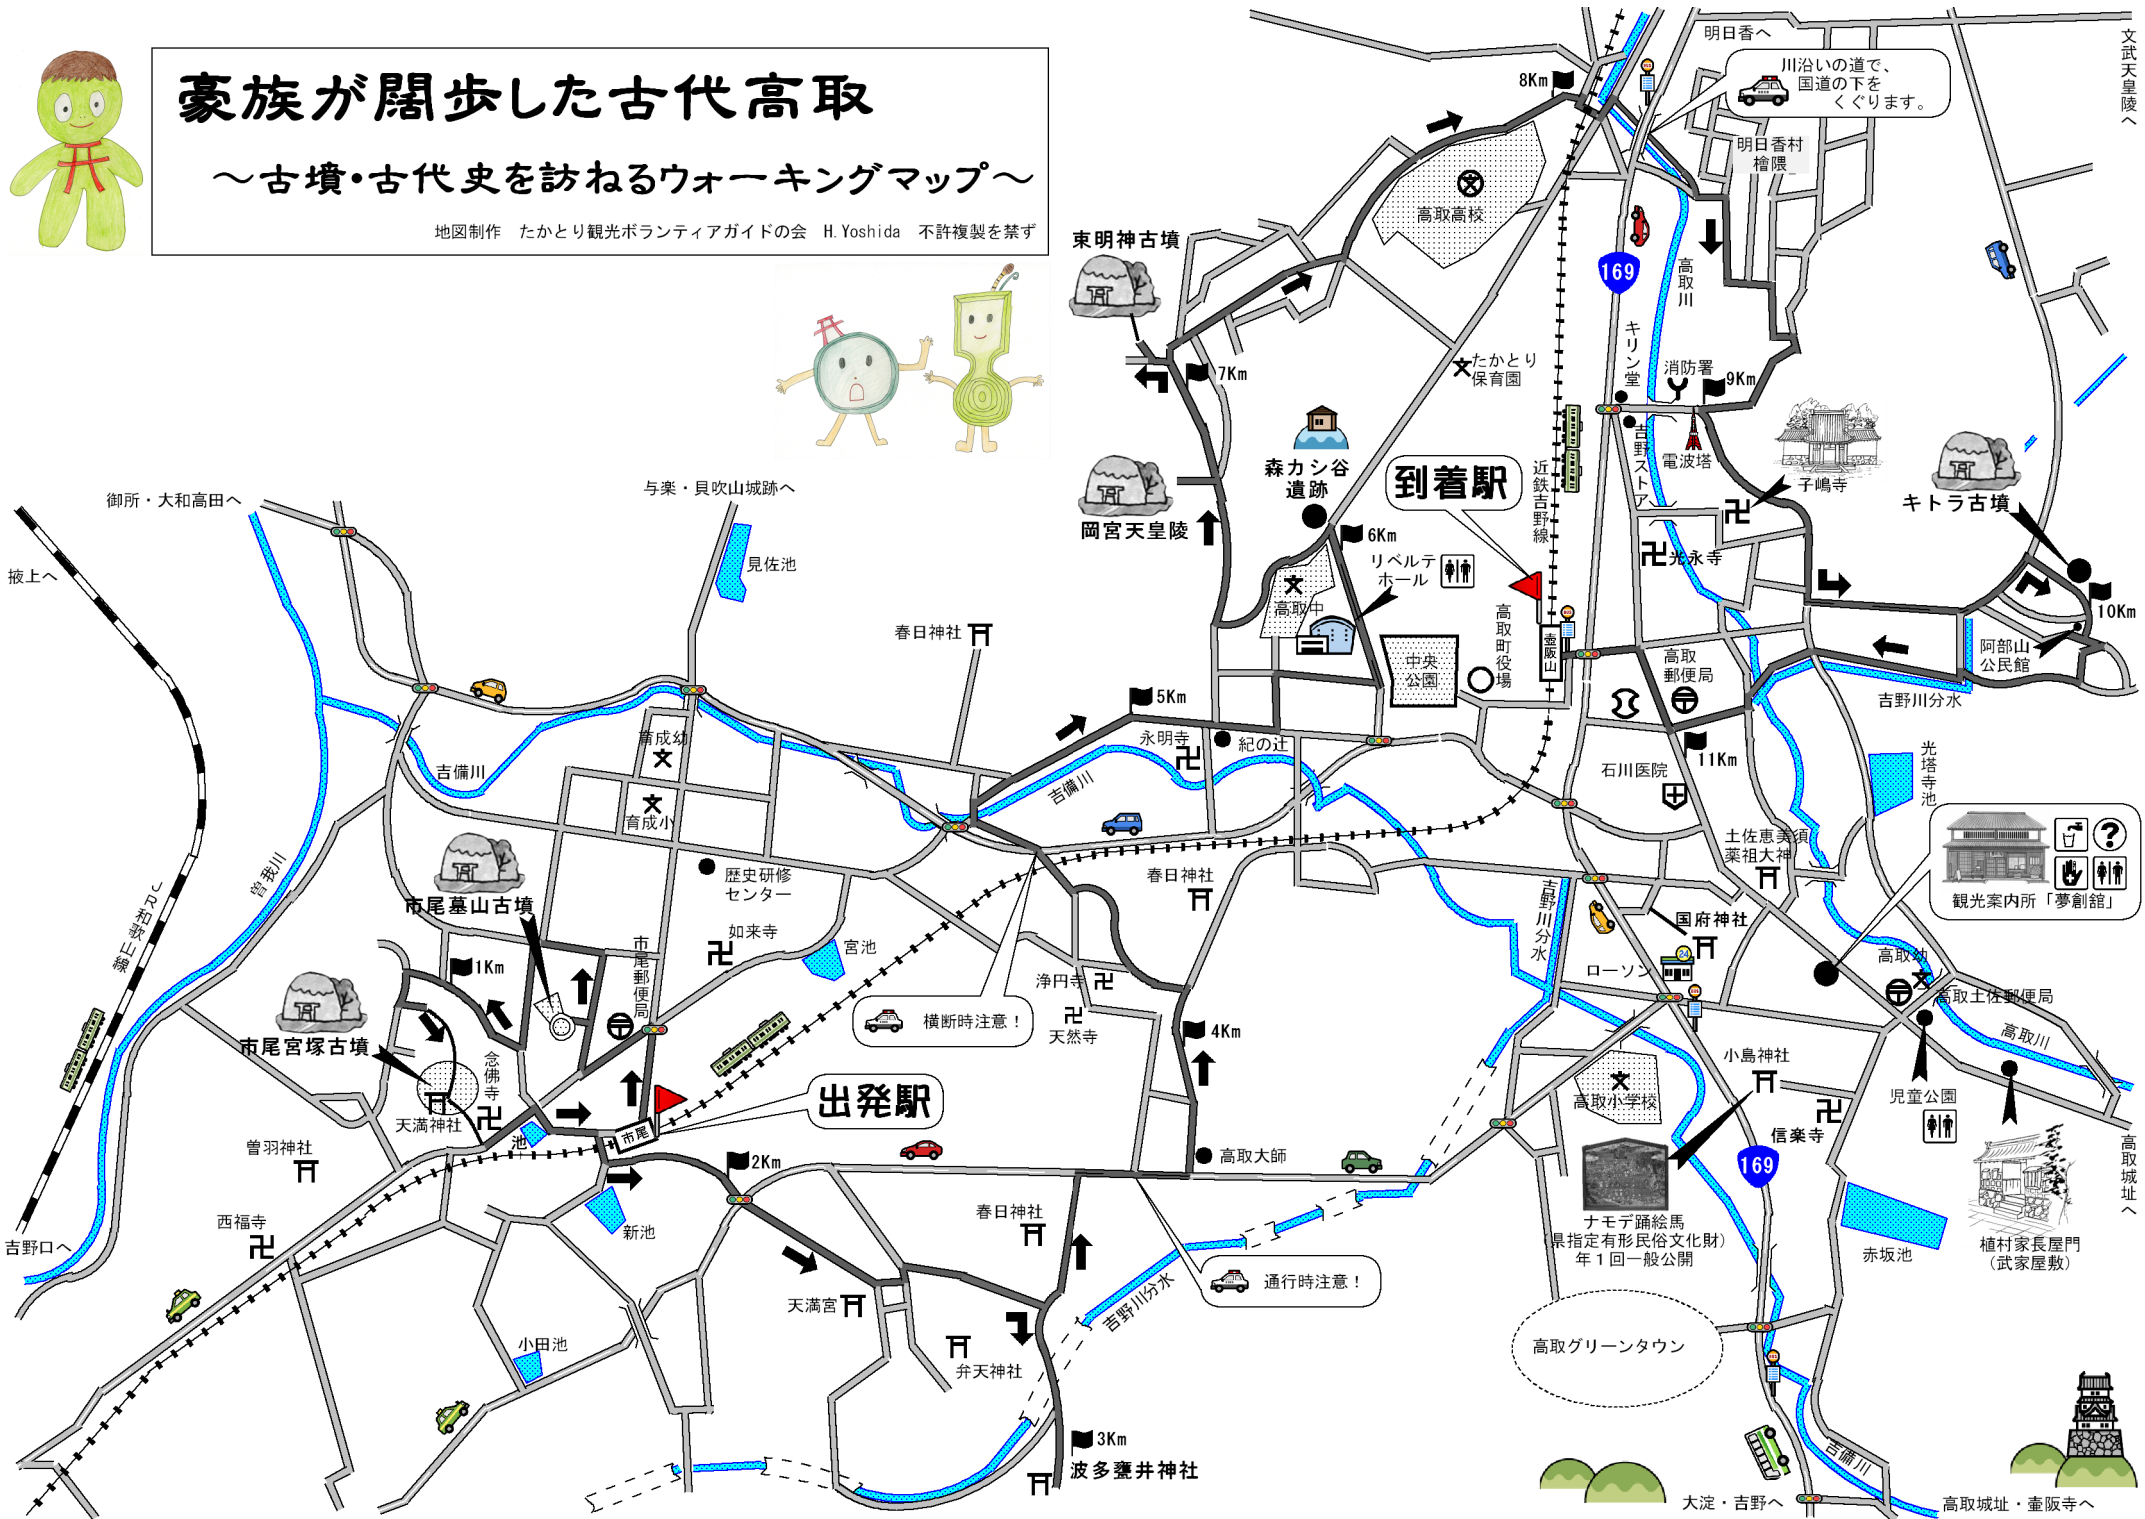 豪族が闊歩した古代高取
～古墳・古代史を訪ねるウォーキングマップ～
地図制作　たかとり観光ボランティアガイドの会　H.Yoshida　不許複製を禁ず
明日香へ
文武天皇陵へ
川沿いの道で、
国道の下を
くぐります。
8Km
明日香村
檜隈
高取高校
東明神古墳
169
高取川
キリン堂
消防署
9Km
7Km
たかとり
保育園
吉野ストア
電波塔
子嶋寺
森カシ谷
遺跡
到着駅
近鉄吉野線
キトラ古墳
岡宮天皇陵
6Km
リベルテ
ホール
光永寺
高取中
高取町役場
壺阪山
中央
公園
高取
郵便局
10Km
阿部山
公民館
吉野川分水
御所・大和高田へ
与楽・貝吹山城跡へ
掖上へ
見佐池
春日神社
5Km
永明寺
紀の辻
吉備川
11Km
石川医院
光塔寺池
育成幼
吉備川
育成小
土佐恵美須
薬祖大神
観光案内所「夢創舘」
曽我川
JR和歌山線
歴史研修
センター
春日神社
市尾墓山古墳
如来寺
宮池
市尾郵便局
1Km
吉野川分水
国府神社
ローソン
24
高取幼
高取土佐郵便局
高取川
浄円寺
天然寺
横断時注意！
4Km
市尾宮塚古墳
念佛寺
天満神社
出発駅
市尾
池
小島神社
高取小学校
児童公園
信楽寺
高取城址へ
曽羽神社
2Km
高取大師
169
西福寺
新池
春日神社
ナモデ踊絵馬
(県指定有形民俗文化財)
年１回一般公開
赤坂池
植村家長屋門
（武家屋敷）
吉野口へ
天満宮
通行時注意！
吉野川分水
小田池
弁天神社
高取グリーンタウン
3Km
波多甕井神社
吉備川
大淀・吉野へ
高取城址・壷阪寺へ